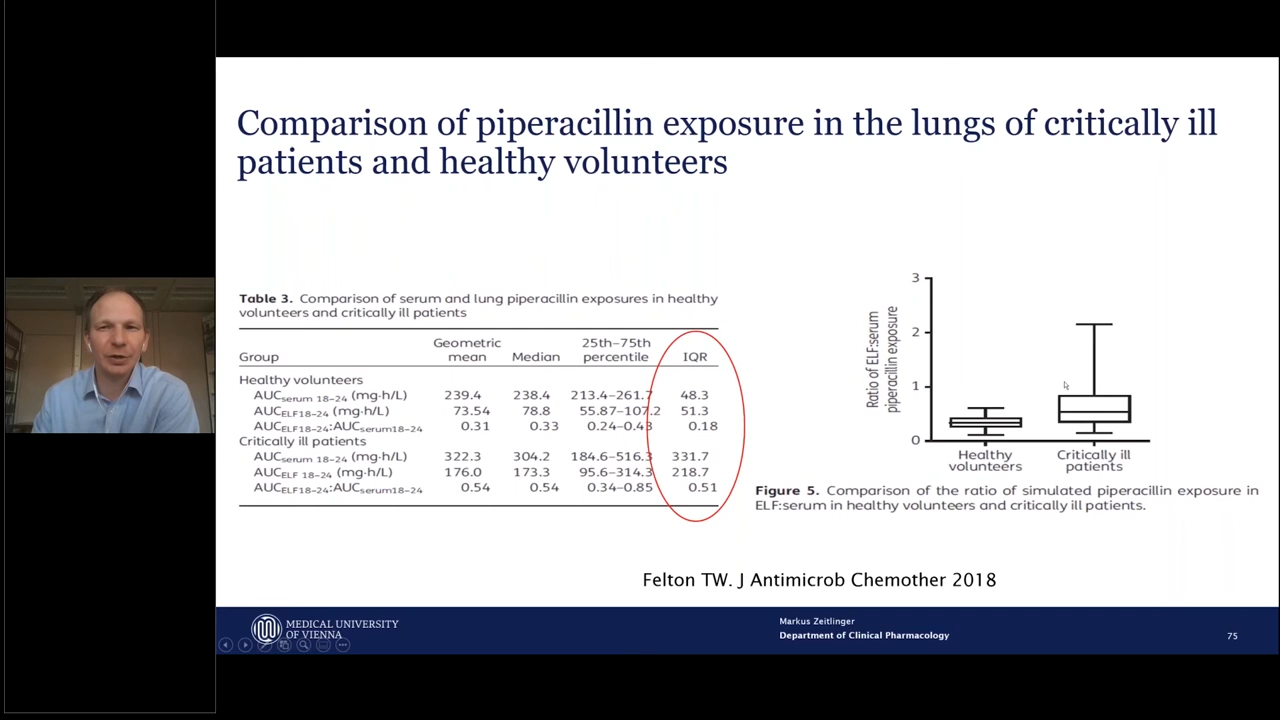 Comparison of piperacillin exposure in the lungs of critically ill
patients and healthy volunteers
Table 3. Comparison of serum and lung piperacillin exposures in healthy
volunteers and critically ill patients
Group Geometric mean Median 25th–75th percentile IQR
Healthy volunteers
AUCserum 18–24 (mg·h/L) 239.4 238.4 213.4–261.7 48.3
AUCELF18–24 (mg·h/L) 73.54 78.8 55.87–107.2 51.3
AUCELF18–24:AUCserum18–24 0.31 0.33 0.24–0.43 0.18
Critically ill patients
AUCserum 18–24 (mg·h/L) 322.3 304.2 184.6–516.3 331.7
AUCELF 18–24 (mg·h/L) 176.0 173.3 95.6–314.3 218.7
AUCELF18–24:AUCserum18–24 0.54 0.54 0.34–0.85 0.51
Ratio of ELF:serum
piperacillin exposure
3
2
1
0
Healthy
volunteers
Critically ill
patients
Figure 5. Comparison of the ratio of simulated piperacillin exposure in
ELF:serum in healthy volunteers and critically ill patients.
Felton TW. J Antimicrob Chemother 2018
MEDICAL UNIVERSITY
OF VIENNA
Markus Zeitlinger
Department of Clinical Pharmacology
75